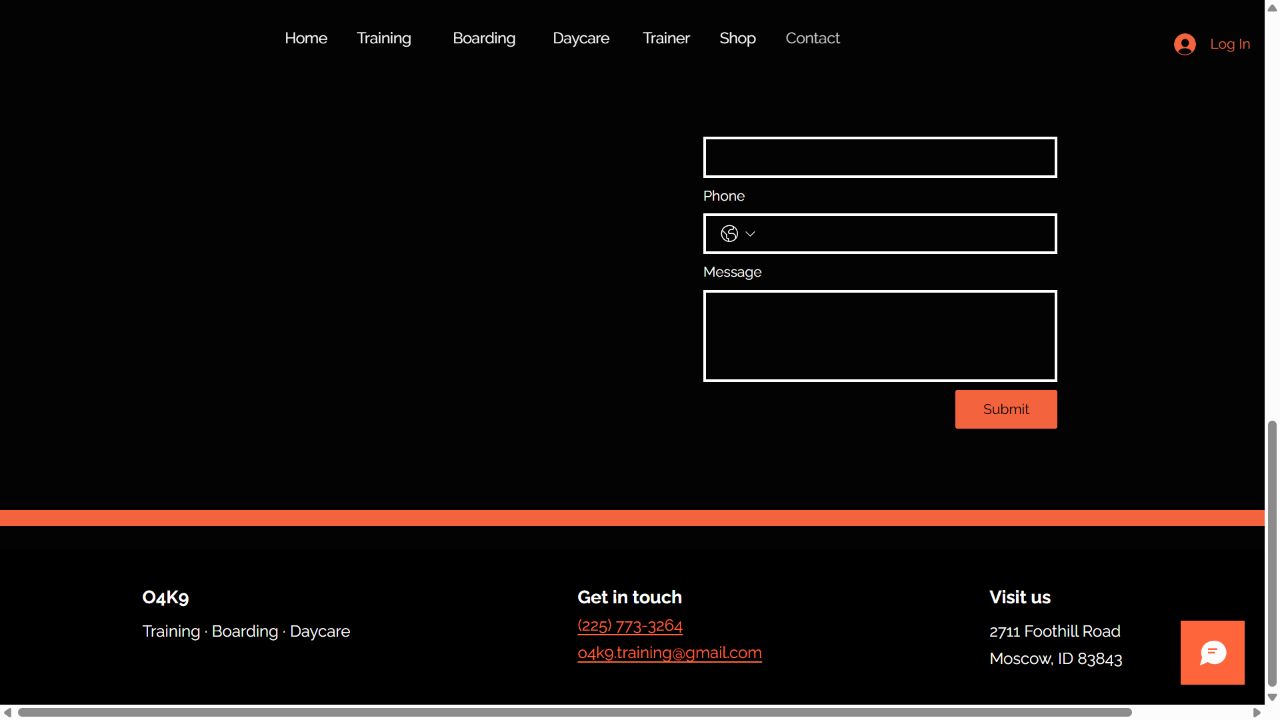 Home Training Boarding Daycare Trainer Shop Contact
Log In
Phone
Message
Submit
O4K9
Training · Boarding · Daycare
Get in touch
(225) 773-3264
o4k9.training@gmail.com
Visit us
2711 Foothill Road
Moscow, ID 83843